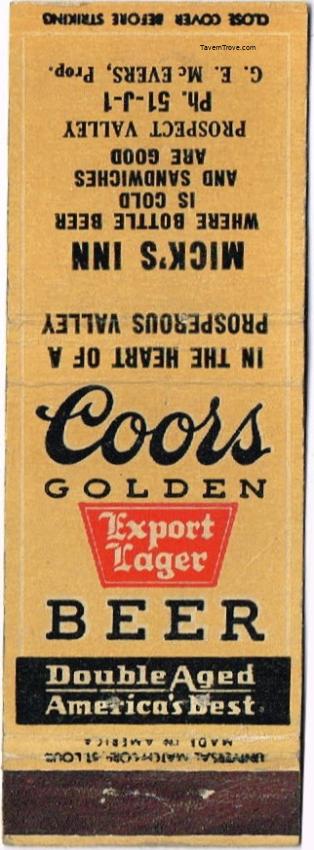 CLOSE COVER BEFORE STRIKING
TavernTrove.com
IN THE HEART OF A
PROSPEROUS VALLEY
MICK'S INN
WHERE BOTTLE BEER
IS COLD
AND SANDWICHES
ARE GOOD
PROSPECT VALLEY
Ph. 51-J-1
G. E. McEVERS, Prop.
Coors
GOLDEN
Export
Lager
BEER
Double Aged
America's Best
MADE IN AMERICA
UNIVERSAL MATCH CORP. ST. LOUIS